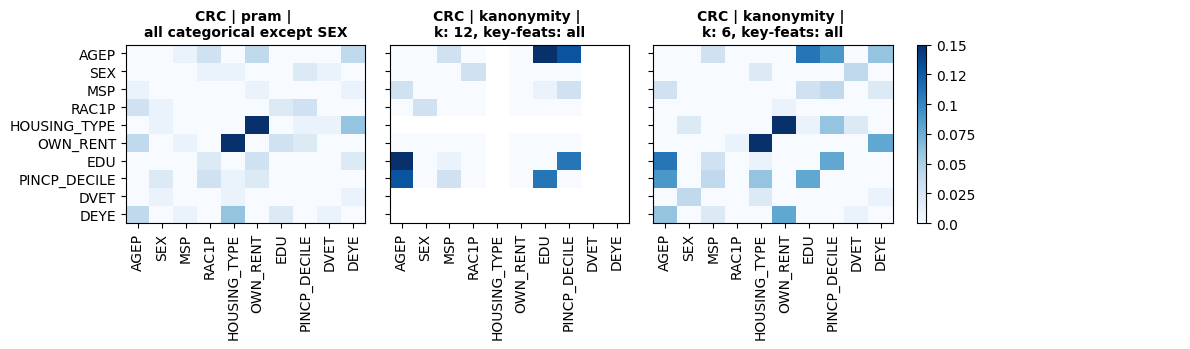 CRC | pram |
all categorical except SEX
CRC | kanonymity |
k: 12, key-feats: all
CRC | kanonymity |
k: 6, key-feats: all
AGEP
SEX
MSP
RAC1P
HOUSING_TYPE
OWN_RENT
EDU
PINCP_DECILE
DVET
DEYE
AGEP
SEX
MSP
RAC1P
HOUSING_TYPE
OWN_RENT
EDU
PINCP_DECILE
DVET
DEYE
AGEP
SEX
MSP
RAC1P
HOUSING_TYPE
OWN_RENT
EDU
PINCP_DECILE
DVET
DEYE
AGEP
SEX
MSP
RAC1P
HOUSING_TYPE
OWN_RENT
EDU
PINCP_DECILE
DVET
DEYE
0.15
0.12
0.1
0.075
0.05
0.025
0.0